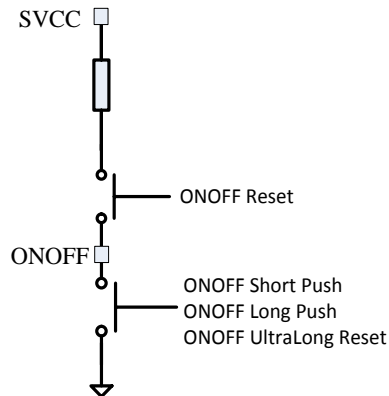 SVCC
ONOFF Reset
ONOFF
ONOFF Short Push
ONOFF Long Push
ONOFF UltraLong Reset